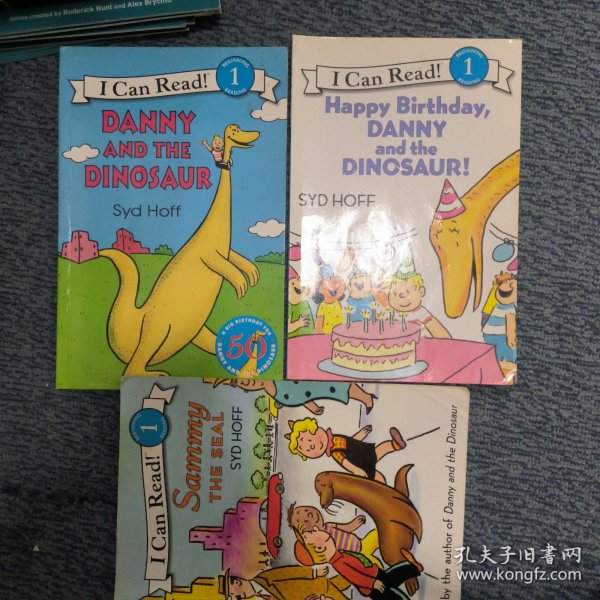 Series created by Roderick Hunt and Alex Brychta
I Can Read!
BEGINNING
1
READING
DANNY
AND THE
DINOSAUR
Syd Hoff
A BIG BIRTHDAY FOR
50
DANNY AND THE DINOSAUR
I Can Read!
BEGINNING
1
READING
Happy Birthday,
DANNY
and the
DINOSAUR!
SYD HOFF
I Can Read!
BEGINNING
1
READING
Sammy
THE SEAL
SYD HOFF
by the author of Danny and the Dinosaur
孔夫子旧书网
www.kongfz.com